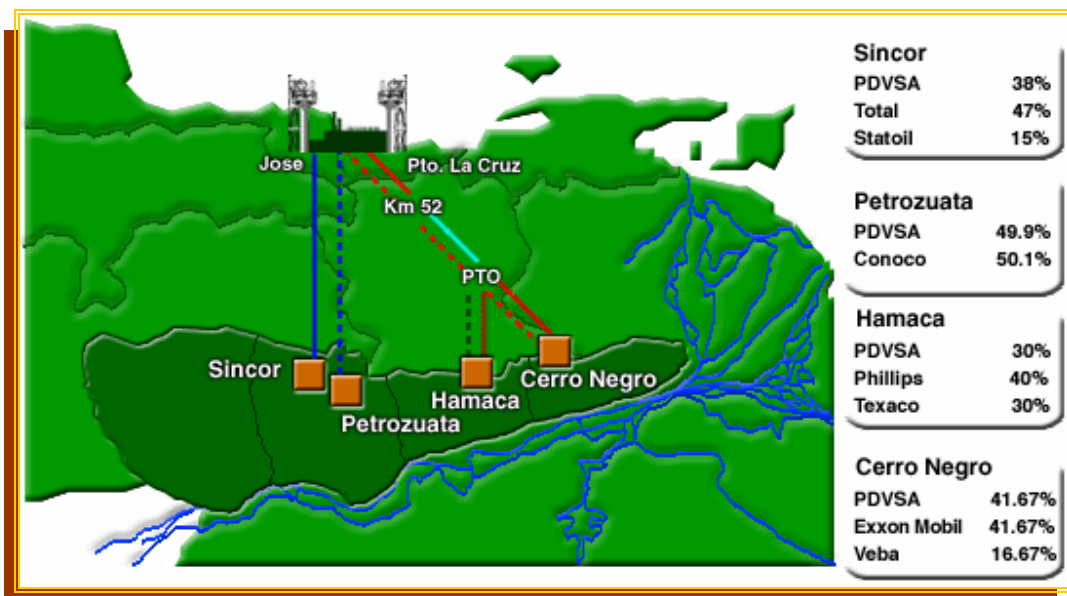 Jose
Pto. La Cruz
Km 52
PTO
Sincor
Petrozuata
Hamaca
Cerro Negro
Sincor
PDVSA 38%
Total 47%
Statoil 15%
Petrozuata
PDVSA 49.9%
Conoco 50.1%
Hamaca
PDVSA 30%
Phillips 40%
Texaco 30%
Cerro Negro
PDVSA 41.67%
Exxon Mobil 41.67%
Veba 16.67%